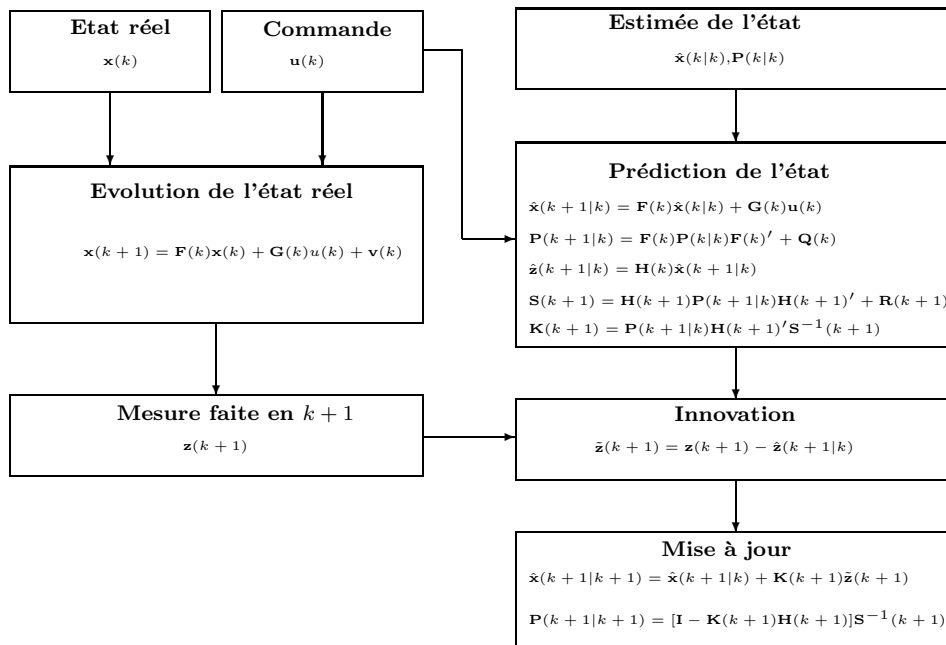 Etat réel
x(k)
Commande
u(k)
Estimée de l'état
x̂(k|k),P(k|k)
Evolution de l'état réel
x(k + 1) = F(k)x(k) + G(k)u(k) + v(k)
Prédiction de l'état
x̂(k + 1|k) = F(k)x̂(k|k) + G(k)u(k)
P(k + 1|k) = F(k)P(k|k)F(k)′ + Q(k)
ẑ(k + 1|k) = H(k)x̂(k + 1|k)
S(k + 1) = H(k + 1)P(k + 1|k)H(k + 1)′ + R(k + 1)
K(k + 1) = P(k + 1|k)H(k + 1)′S⁻¹(k + 1)
Mesure faite en k + 1
z(k + 1)
Innovation
z̃(k + 1) = z(k + 1) − ẑ(k + 1|k)
Mise à jour
x̂(k + 1|k + 1) = x̂(k + 1|k) + K(k + 1)z̃(k + 1)
P(k + 1|k + 1) = [I − K(k + 1)H(k + 1)]S⁻¹(k + 1)